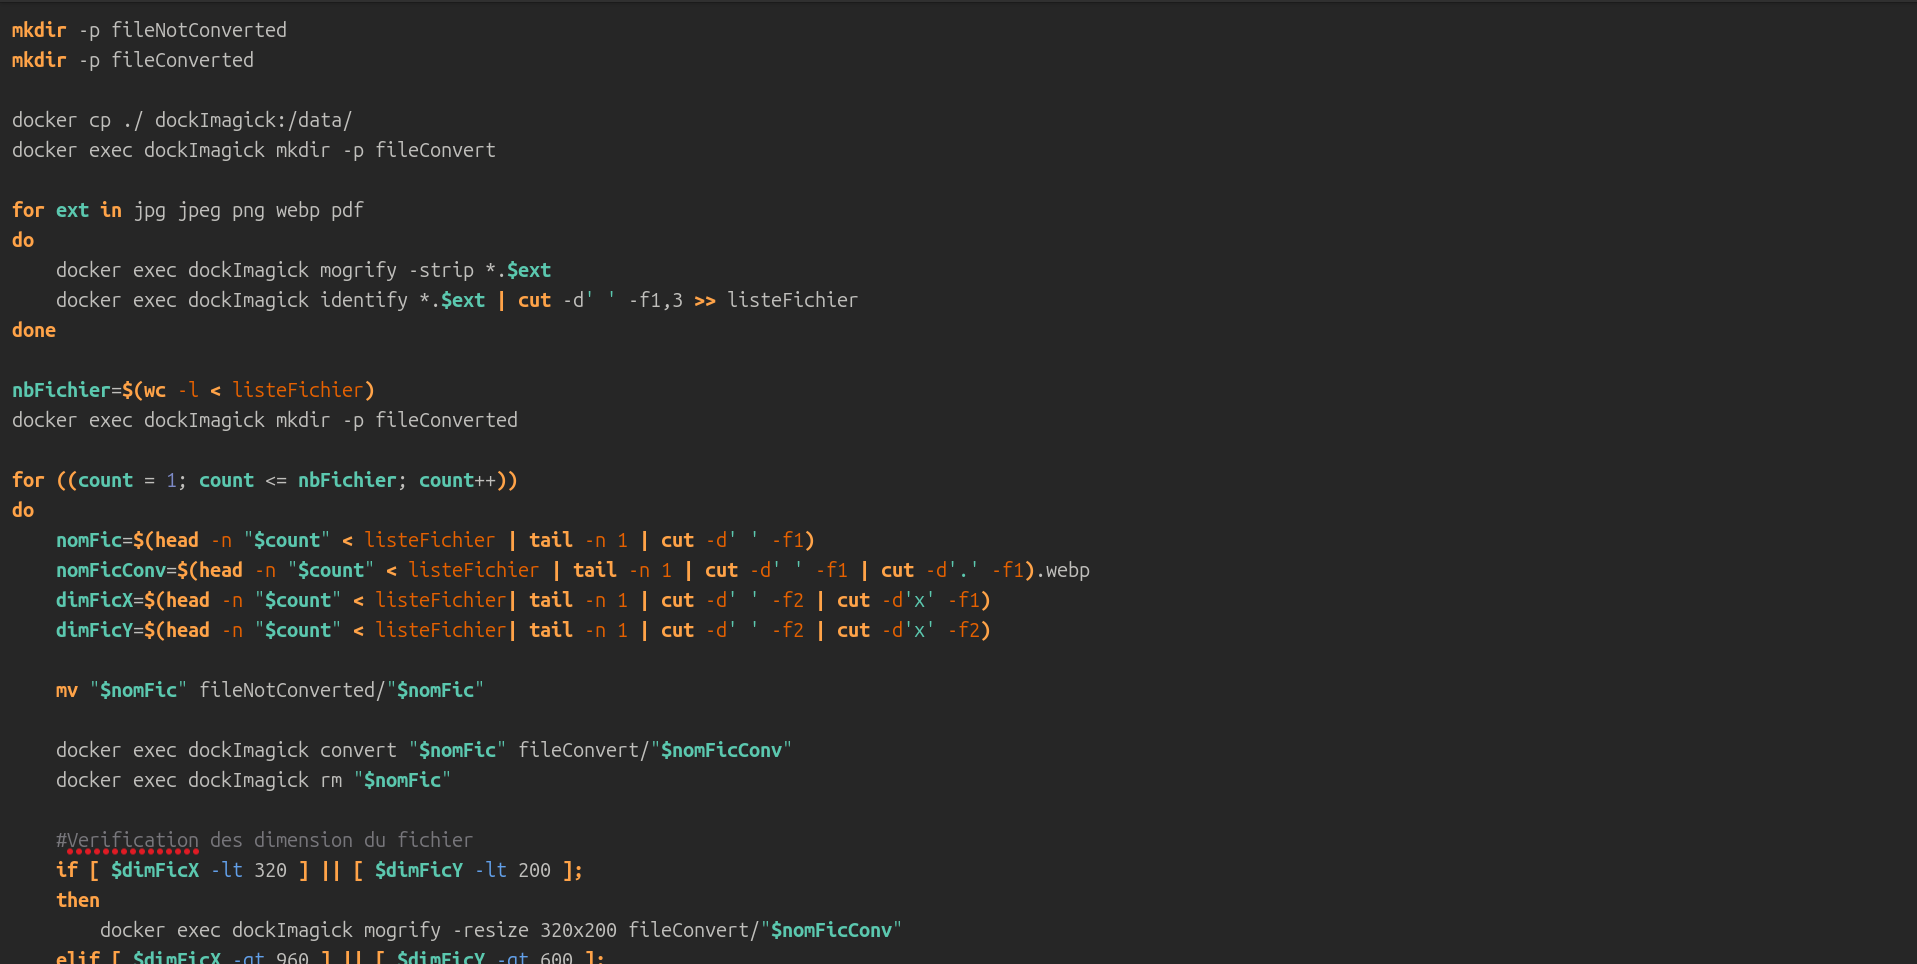 mkdir -p fileNotConverted
mkdir -p fileConverted
docker cp ./ dockImagick:/data/
docker exec dockImagick mkdir -p fileConvert
for ext in jpg jpeg png webp pdf
do
docker exec dockImagick mogrify -strip *.$ext
docker exec dockImagick identify *.$ext | cut -d' ' -f1,3 >> listeFichier
done
nbFichier=$(wc -l < listeFichier)
docker exec dockImagick mkdir -p fileConverted
for ((count = 1; count <= nbFichier; count++))
do
nomFic=$(head -n "$count" < listeFichier | tail -n 1 | cut -d' ' -f1)
nomFicConv=$(head -n "$count" < listeFichier | tail -n 1 | cut -d' ' -f1 | cut -d'.' -f1).webp
dimFicX=$(head -n "$count" < listeFichier| tail -n 1 | cut -d' ' -f2 | cut -d'x' -f1)
dimFicY=$(head -n "$count" < listeFichier| tail -n 1 | cut -d' ' -f2 | cut -d'x' -f2)
mv "$nomFic" fileNotConverted/"$nomFic"
docker exec dockImagick convert "$nomFic" fileConvert/"$nomFicConv"
docker exec dockImagick rm "$nomFic"
#Verification des dimension du fichier
if [ $dimFicX -lt 320 ] || [ $dimFicY -lt 200 ];
then
docker exec dockImagick mogrify -resize 320x200 fileConvert/"$nomFicConv"
elif [ $dimFicX -gt 960 ] || [ $dimFicY -gt 600 ];